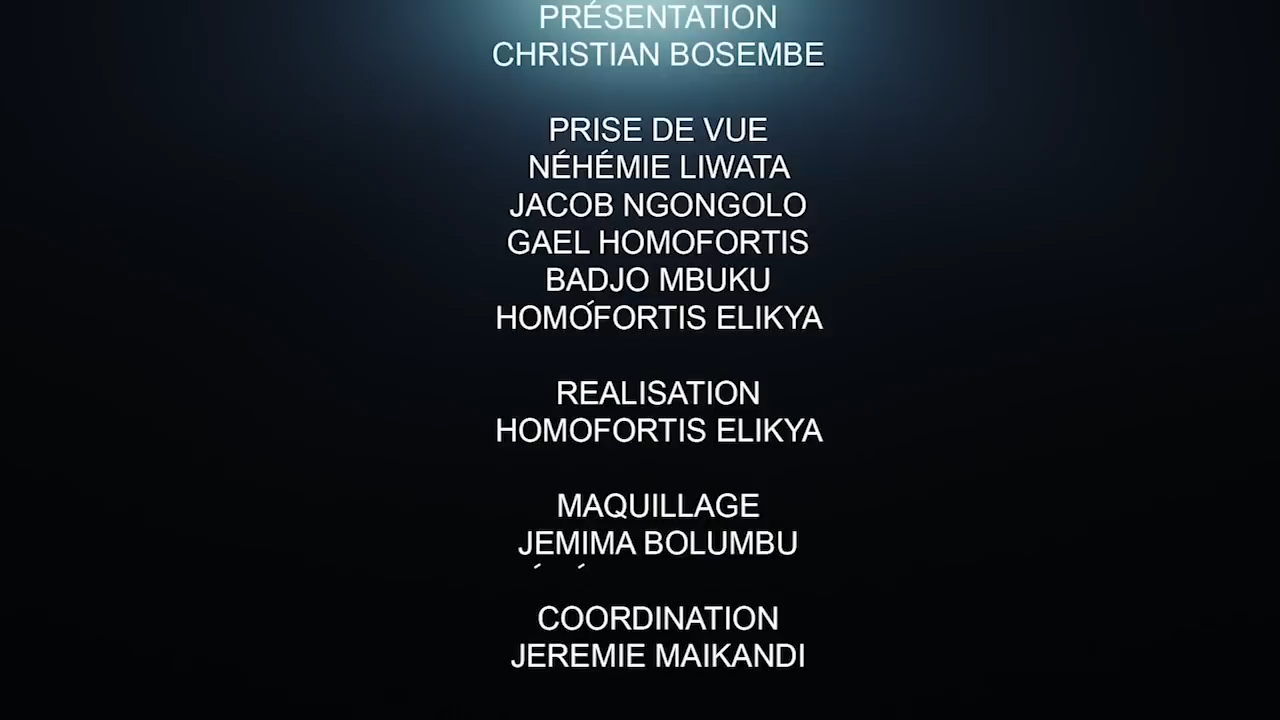 PRÉSENTATION
CHRISTIAN BOSEMBE
PRISE DE VUE
NÉHÉMIE LIWATA
JACOB NGONGOLO
GAEL HOMOFORTIS
BADJO MBUKU
HOMOFORTIS ELIKYA
REALISATION
HOMOFORTIS ELIKYA
MAQUILLAGE
JEMIMA BOLUMBU
COORDINATION
JEREMIE MAIKANDI